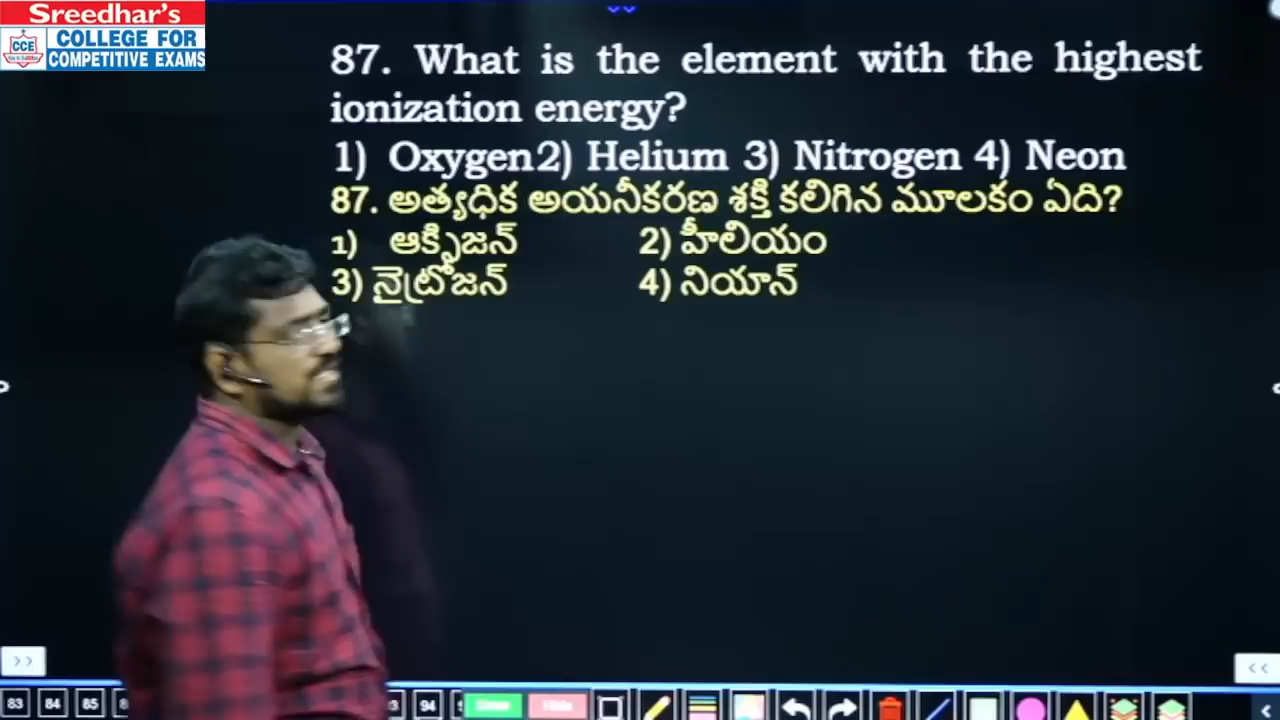 Sreedhar's
CCE
COLLEGE FOR
COMPETITIVE EXAMS
87. What is the element with the highest
ionization energy?
1) Oxygen2) Helium 3) Nitrogen 4) Neon
87. అత్యధిక అయనీకరణ శక్తి కలిగిన మూలకం ఏది?
1) ఆక్సిజన్ 2) హీలియం
3) నైట్రోజన్ 4) నియాన్
>> <<
83 84 85 94